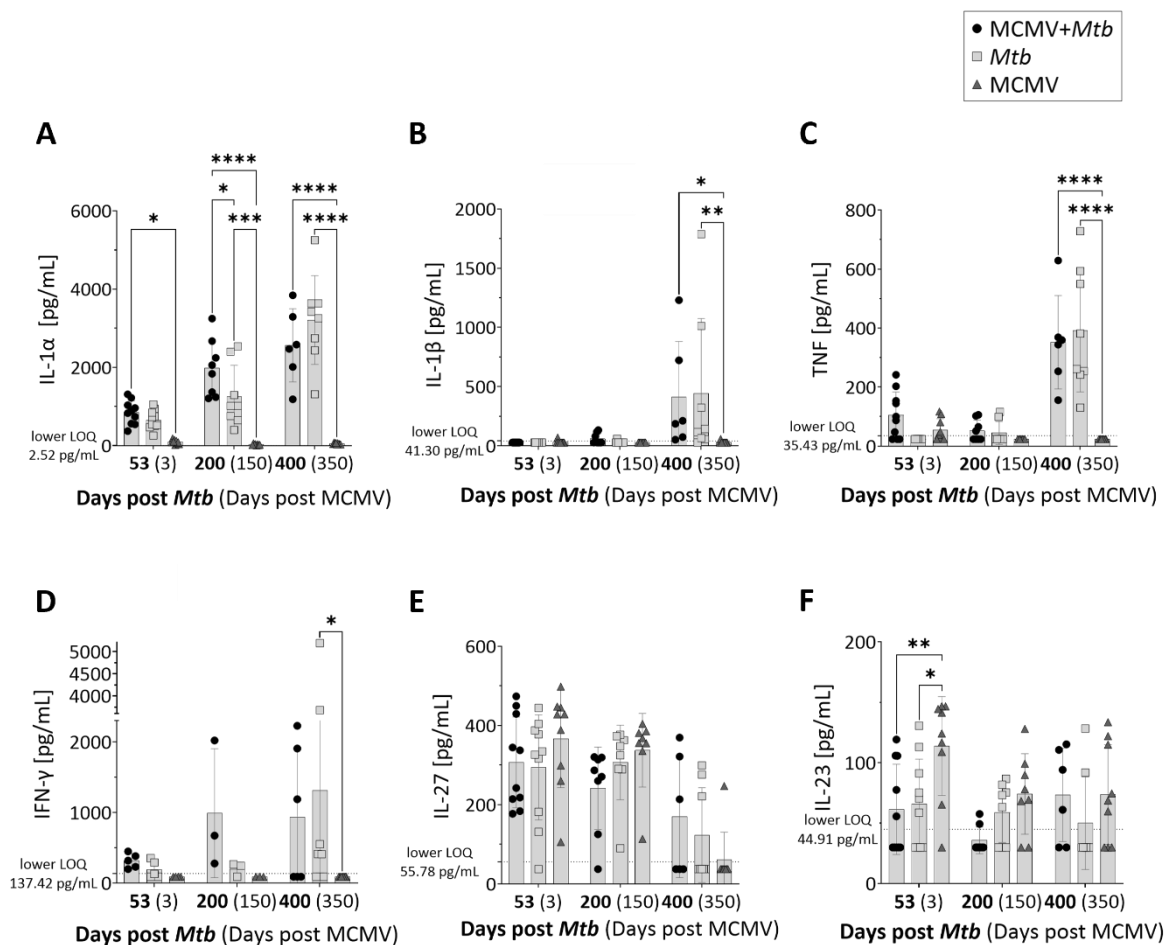 MCMV+Mtb
Mtb
MCMV
A
B
C
****
*
***
*
****
****
6000
4000
2000
0
IL-1α [pg/mL]
lower LOQ
2.52 pg/mL
53 (3)
200 (150)
400 (350)
Days post Mtb (Days post MCMV)
*
**
2000
1500
1000
500
0
IL-1β [pg/mL]
lower LOQ
41.30 pg/mL
53 (3)
200 (150)
400 (350)
Days post Mtb (Days post MCMV)
****
****
800
600
400
200
0
TNF [pg/mL]
lower LOQ
35.43 pg/mL
53 (3)
200 (150)
400 (350)
Days post Mtb (Days post MCMV)
D
E
F
*
5000
4500
4000
2000
1000
0
IFN-γ [pg/mL]
lower LOQ
137.42 pg/mL
53 (3)
200 (150)
400 (350)
Days post Mtb (Days post MCMV)
600
400
200
0
IL-27 [pg/mL]
lower LOQ
55.78 pg/mL
53 (3)
200 (150)
400 (350)
Days post Mtb (Days post MCMV)
**
*
200
100
0
IL-23 [pg/mL]
lower LOQ
44.91 pg/mL
53 (3)
200 (150)
400 (350)
Days post Mtb (Days post MCMV)